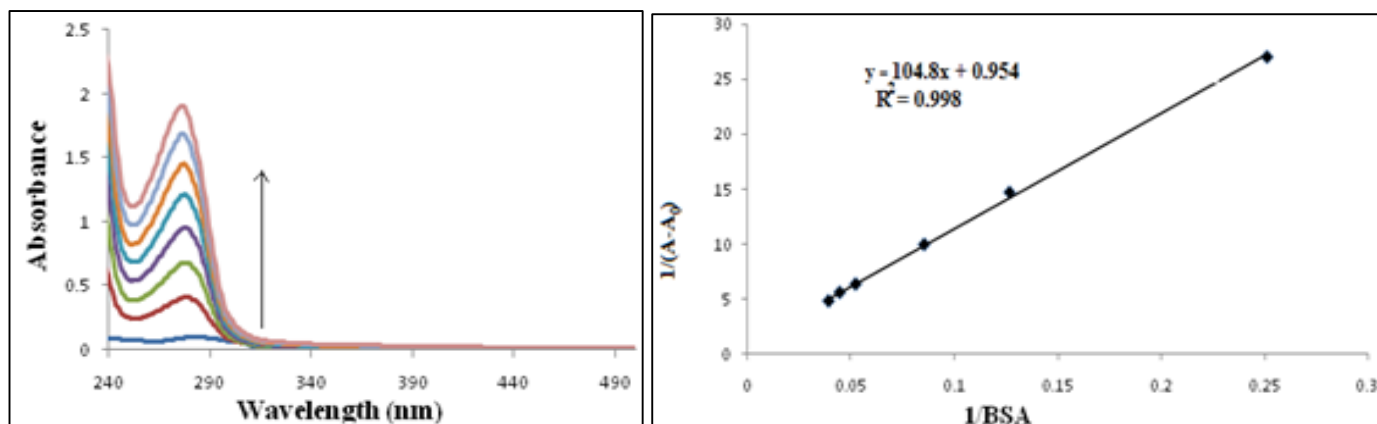 2.5
2
1.5
1
0.5
0
Absorbance
240 290 340 390 440 490
Wavelength (nm)
30
25
20
15
10
5
0
1/(A-A0)
y = 104.8x + 0.954
R2 = 0.998
0 0.05 0.1 0.15 0.2 0.25 0.3
1/BSA